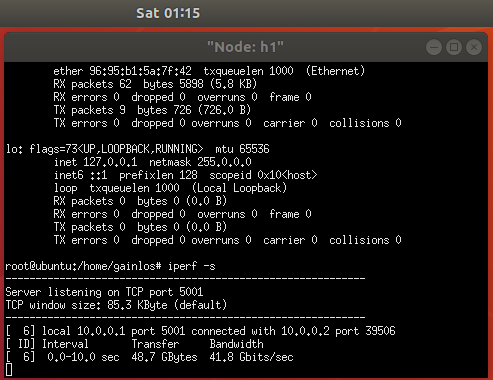 Sat 01:15
"Node: h1"
ether 96:95:b1:5a:7f:42 txqueuelen 1000 (Ethernet)
RX packets 62 bytes 5898 (5.8 KB)
RX errors 0 dropped 0 overruns 0 frame 0
TX packets 9 bytes 726 (726.0 B)
TX errors 0 dropped 0 overruns 0 carrier 0 collisions 0
lo: flags=73<UP,LOOPBACK,RUNNING> mtu 65536
inet 127.0.0.1 netmask 255.0.0.0
inet6 ::1 prefixlen 128 scopeid 0x10<host>
loop txqueuelen 1000 (Local Loopback)
RX packets 0 bytes 0 (0.0 B)
RX errors 0 dropped 0 overruns 0 frame 0
TX packets 0 bytes 0 (0.0 B)
TX errors 0 dropped 0 overruns 0 carrier 0 collisions 0
root@ubuntu:/home/gainlos# iperf -s
------------------------------------------------------------
Server listening on TCP port 5001
TCP window size: 85.3 KByte (default)
------------------------------------------------------------
[ 6] local 10.0.0.1 port 5001 connected with 10.0.0.2 port 39506
[ ID] Interval Transfer Bandwidth
[ 6] 0.0-10.0 sec 48.7 GBytes 41.8 Gbits/sec